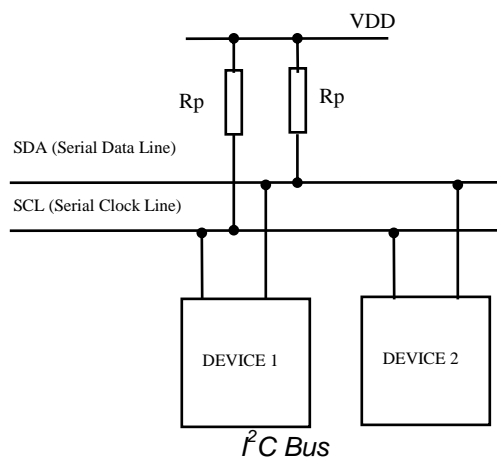 VDD
Rp
Rp
SDA (Serial Data Line)
SCL (Serial Clock Line)
DEVICE 1
DEVICE 2
I²C Bus